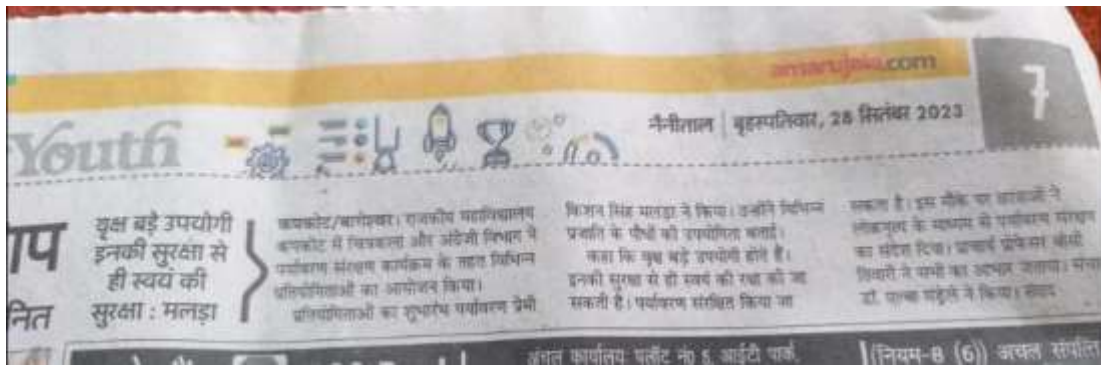 amarujala.com
7
Youth
नैनीताल | बृहस्पतिवार, 28 सितंबर 2023
वृक्ष बड़े उपयोगी
इनकी सुरक्षा से
ही स्वयं की
सुरक्षा : मलड़ा
कपकोट/बागेश्वर। राजकीय महाविद्यालय
कपकोट में चित्रकला और अंग्रेजी विभाग ने
पर्यावरण संरक्षण कार्यक्रम के तहत विभिन्न
प्रतियोगिताओं का आयोजन किया।
प्रतियोगिताओं का शुभारंभ पर्यावरण प्रेमी
किशन सिंह मलड़ा ने किया। उन्होंने विभिन्न
प्रजाति के पौधों की उपयोगिता बताई।
कहा कि वृक्ष बड़े उपयोगी होते हैं।
इनकी सुरक्षा से ही स्वयं की रक्षा की जा
सकती है। पर्यावरण संरक्षित किया जा
सकता है। इस मौके पर छात्राओं ने
लोकनृत्य के माध्यम से पर्यावरण संरक्षण
का संदेश दिया। प्राचार्य प्रोफेसर बीसी
तिवारी ने सभी का आभार जताया।
डॉ. ने किया। संवाद
ाप
नित
अंचल कार्यालय प्लॉट नं0 5, आईटी पार्क,
(नियम-8 (6)) अचल संपत्ति